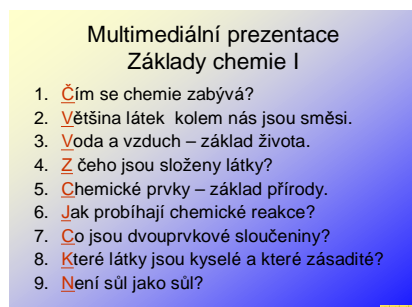 Multimediální prezentace
Základy chemie I
1. Čím se chemie zabývá?
2. Většina látek kolem nás jsou směsi.
3. Voda a vzduch – základ života.
4. Z čeho jsou složeny látky?
5. Chemické prvky – základ přírody.
6. Jak probíhají chemické reakce?
7. Co jsou dvouprvkové sloučeniny?
8. Které látky jsou kyselé a které zásadité?
9. Není sůl jako sůl?